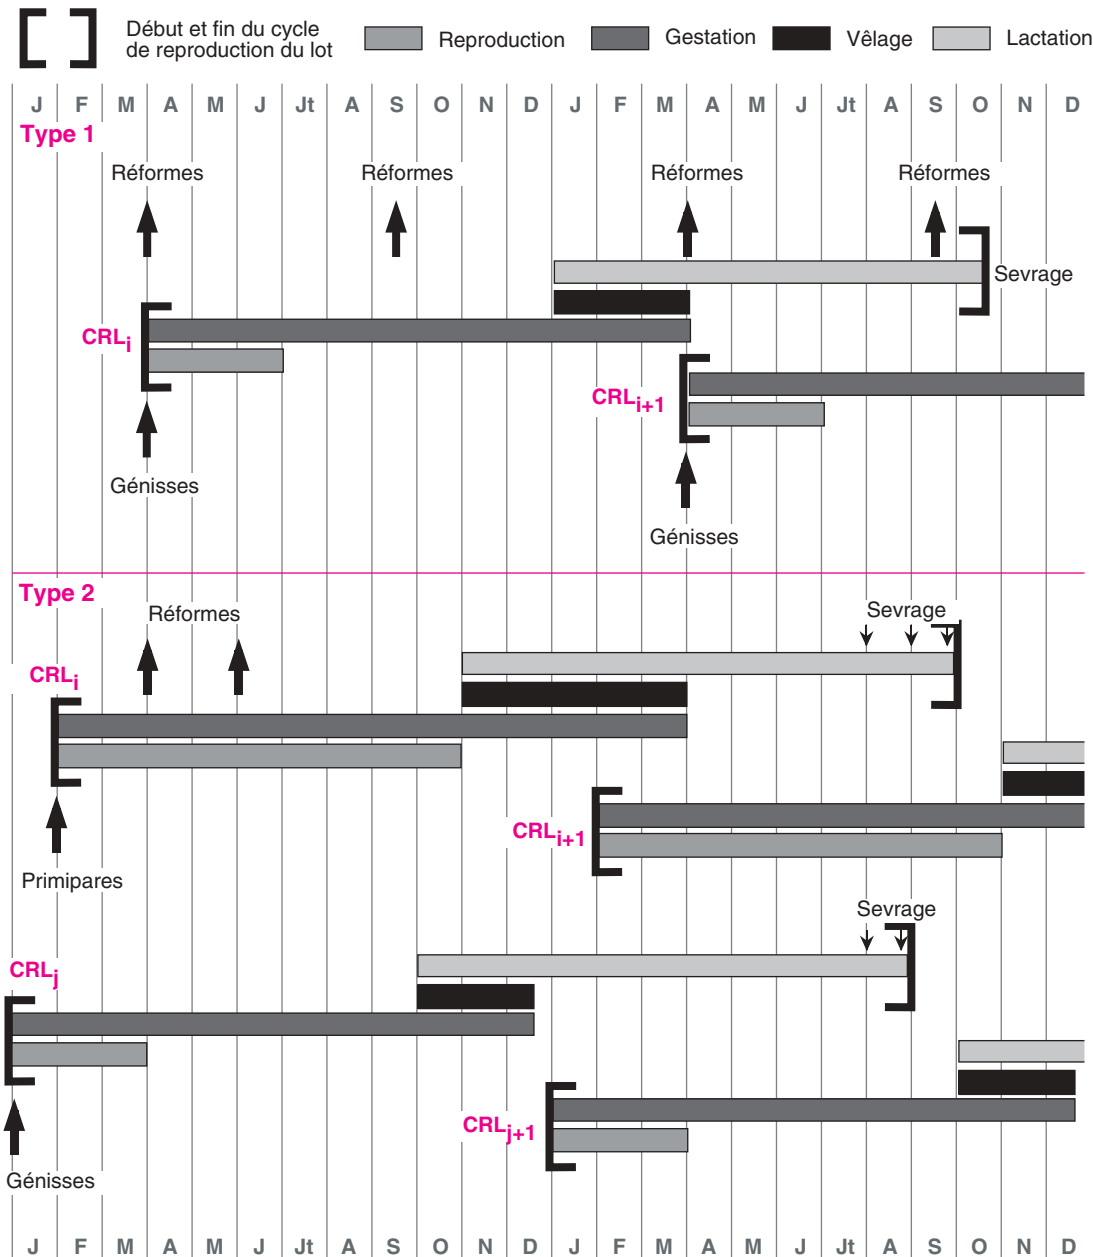 Début et fin du cycle
de reproduction du lot
Reproduction
Gestation
Vêlage
Lactation
J F M A M J Jt A S O N D J F M A M J Jt A S O N D
Type 1
Réformes
Réformes
Réformes
Réformes
Sevrage
CRLi
CRLi+1
Génisses
Génisses
Type 2
Réformes
Sevrage
CRLi
CRLi+1
Primipares
Sevrage
CRLj
CRLj+1
Génisses
J F M A M J Jt A S O N D J F M A M J Jt A S O N D